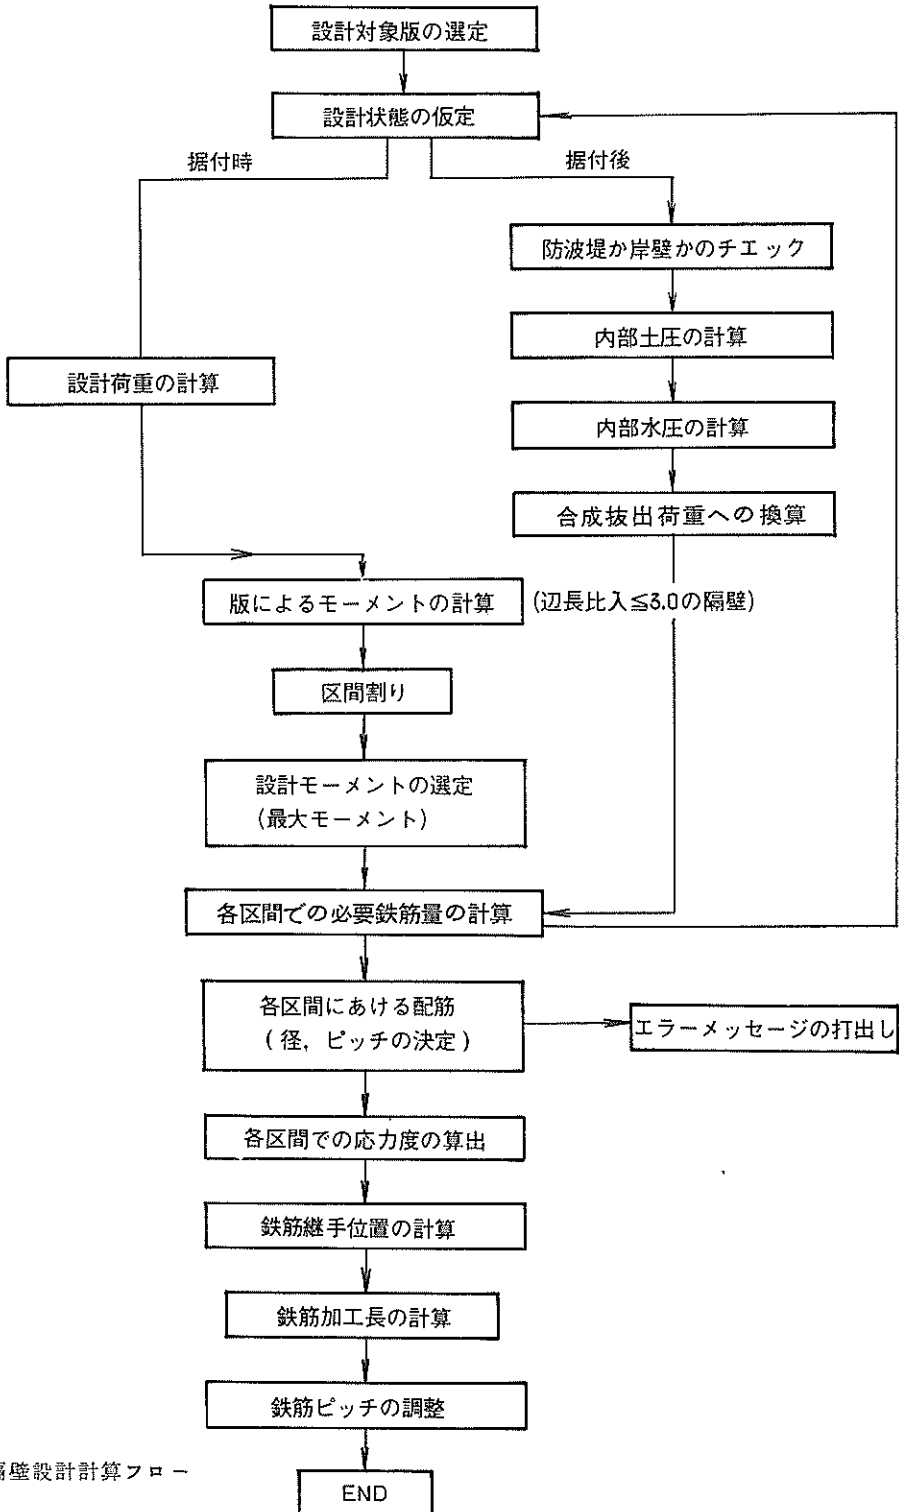 設計対象版の選定
設計状態の仮定
据付時
据付後
防波堤か岸壁かのチエック
内部土圧の計算
設計荷重の計算
内部水圧の計算
合成抜出荷重への換算
版によるモーメントの計算
(辺長比入≦3.0の隔壁)
区間割り
設計モーメントの選定
(最大モーメント)
各区間での必要鉄筋量の計算
各区間にあける配筋
(径, ピッチの決定)
エラーメッセージの打出し
各区間での応力度の算出
鉄筋継手位置の計算
鉄筋加工長の計算
鉄筋ピッチの調整
隔壁設計計算フロー
END